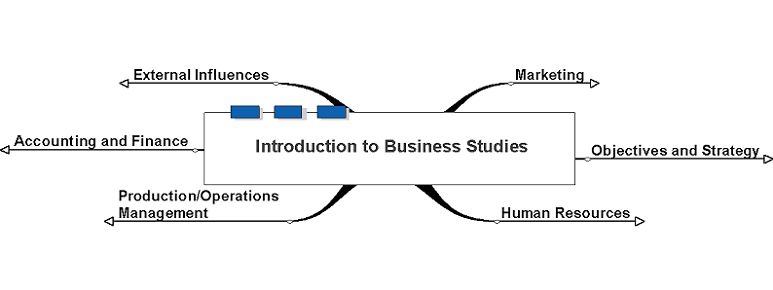 External Influences
Marketing
Accounting and Finance
Introduction to Business Studies
Objectives and Strategy
Production/Operations
Management
Human Resources